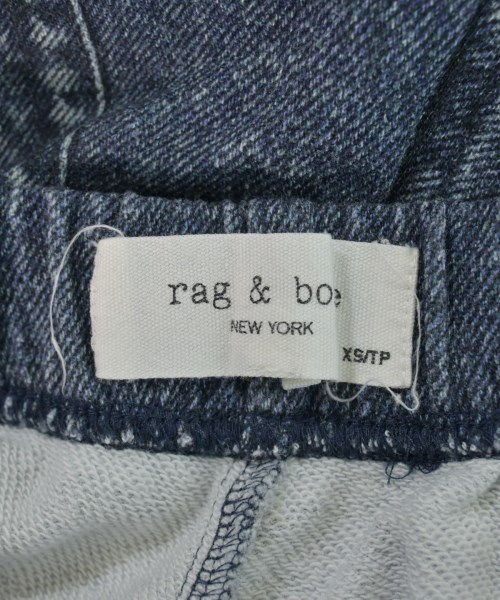 rag & bo
NEW YORK
XS/TP